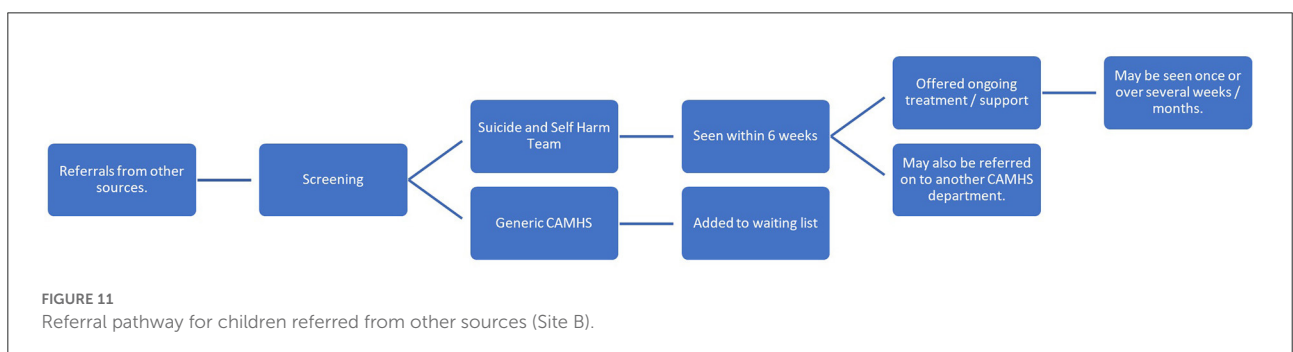 Referrals from other
sources.
Screening
Suicide and Self Harm
Team
Generic CAMHS
Seen within 6 weeks
Added to waiting list
Offered ongoing
treatment / support
May also be referred
on to another CAMHS
department.
May be seen once or
over several weeks /
months.
FIGURE 11
Referral pathway for children referred from other sources (Site B).